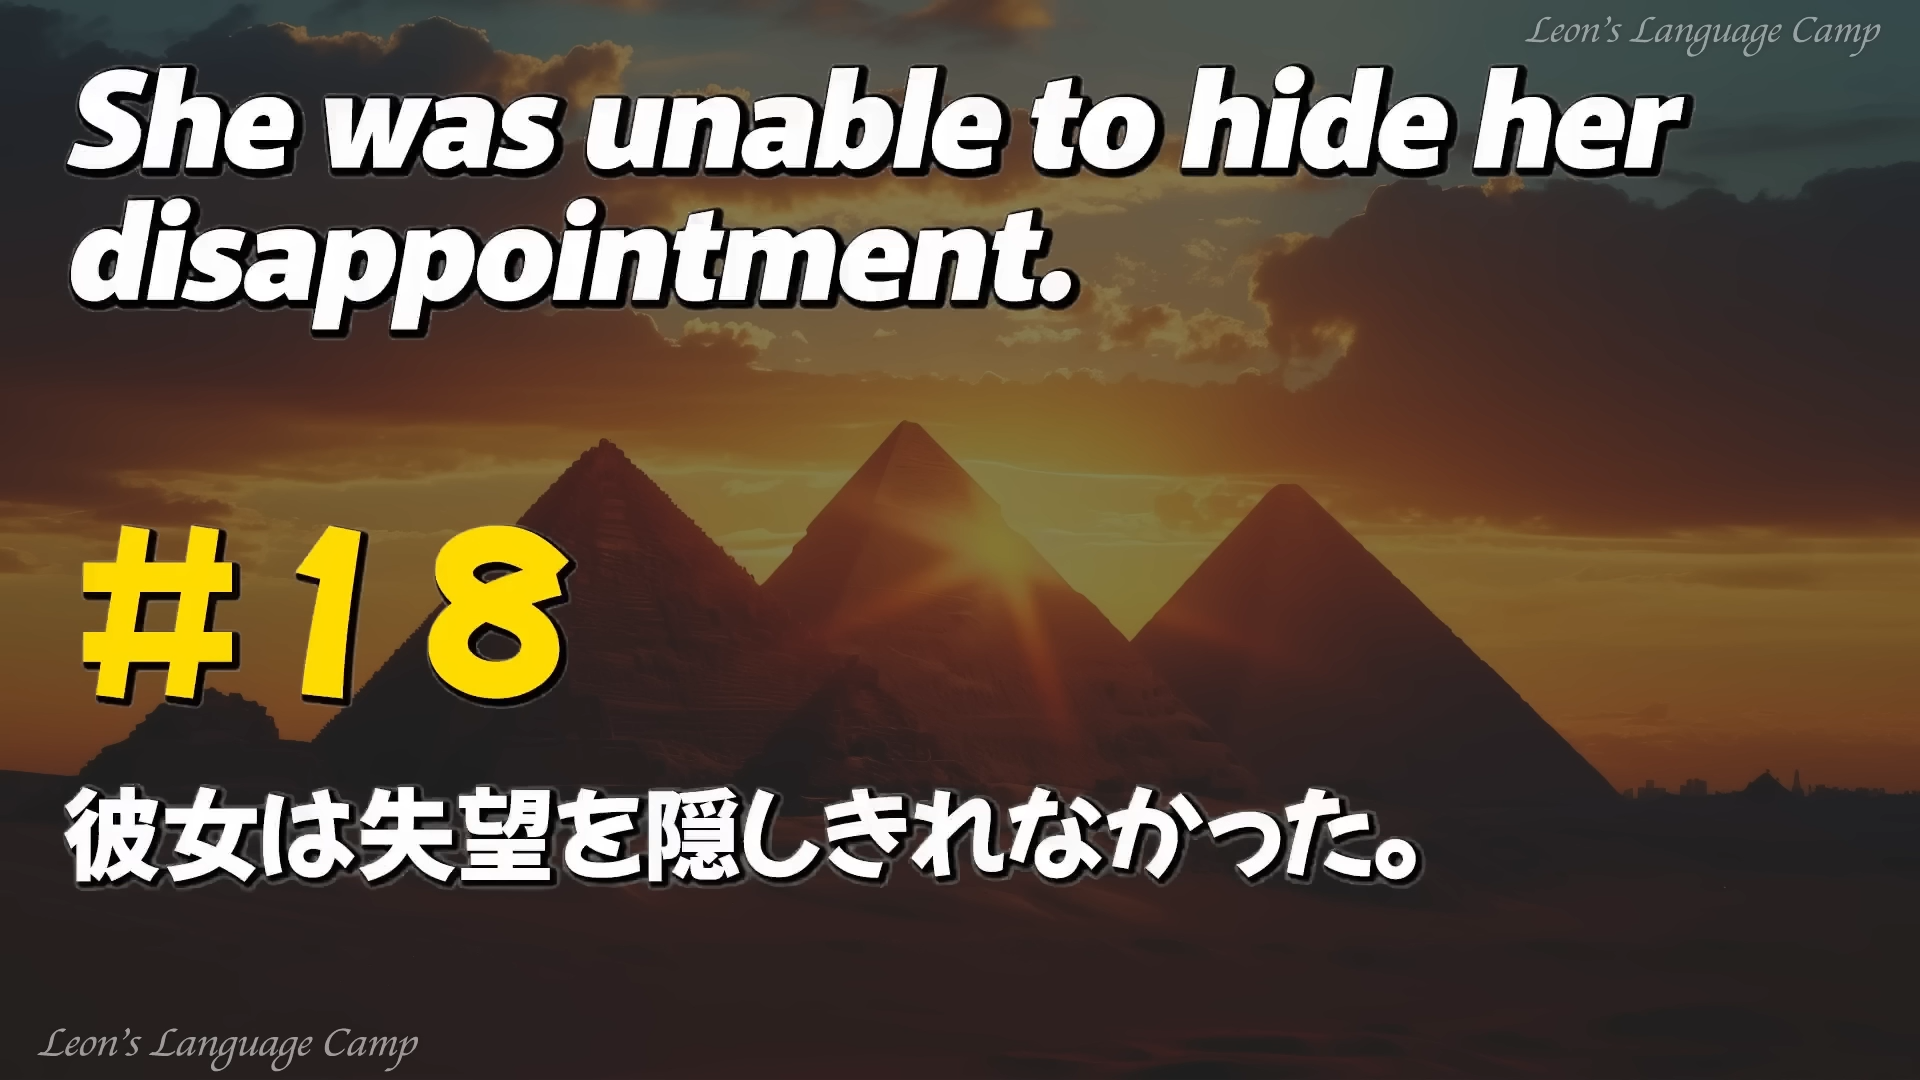 Leon's Language Camp
She was unable to hide her
disappointment.
#18
彼女は失望を隠しきれなかった。
Leon's Language Camp